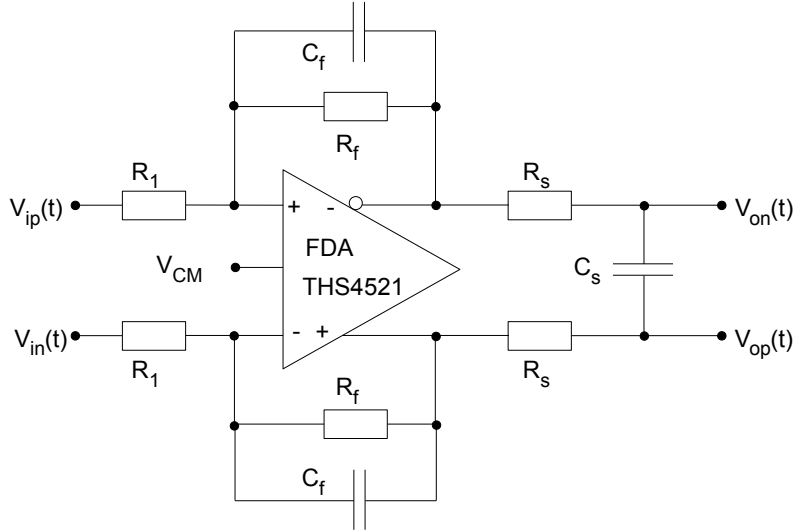 C_f
R_f
R_1
R_s
V_ip(t)
+ -
V_on(t)
FDA
V_CM
C_s
THS4521
V_in(t)
- +
V_op(t)
R_1
R_s
R_f
C_f